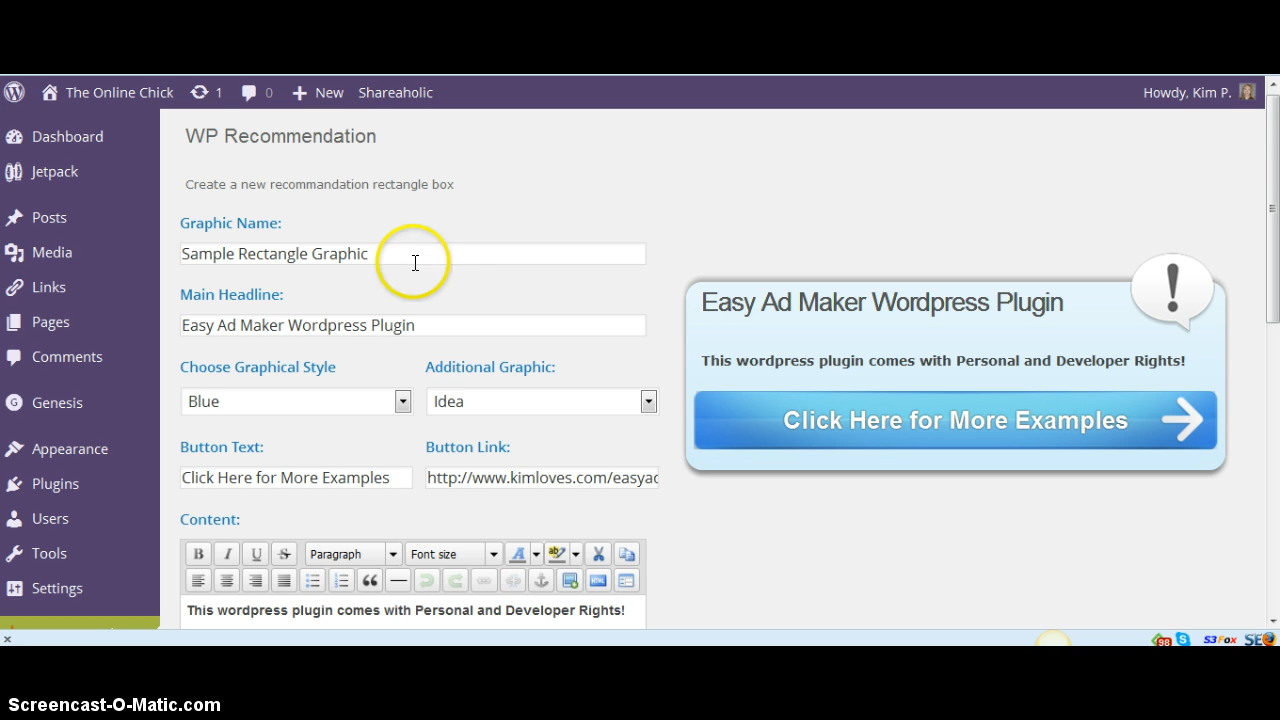 The Online Chick 1 0 New Shareaholic Howdy, Kim P.
Dashboard
Jetpack
Posts
Media
Links
Pages
Comments
Genesis
Appearance
Plugins
Users
Tools
Settings
WP Recommendation
Create a new recommandation rectangle box
Graphic Name:
Sample Rectangle Graphic
Main Headline:
Easy Ad Maker Wordpress Plugin
Choose Graphical Style Additional Graphic:
Blue Idea
Button Text: Button Link:
Click Here for More Examples http://www.kimloves.com/easyad
Content:
B I U S Paragraph Font size A ab
HTML
This wordpress plugin comes with Personal and Developer Rights!
Easy Ad Maker Wordpress Plugin
!
This wordpress plugin comes with Personal and Developer Rights!
Click Here for More Examples
x 98 S S3Fox SEO
Screencast-O-Matic.com